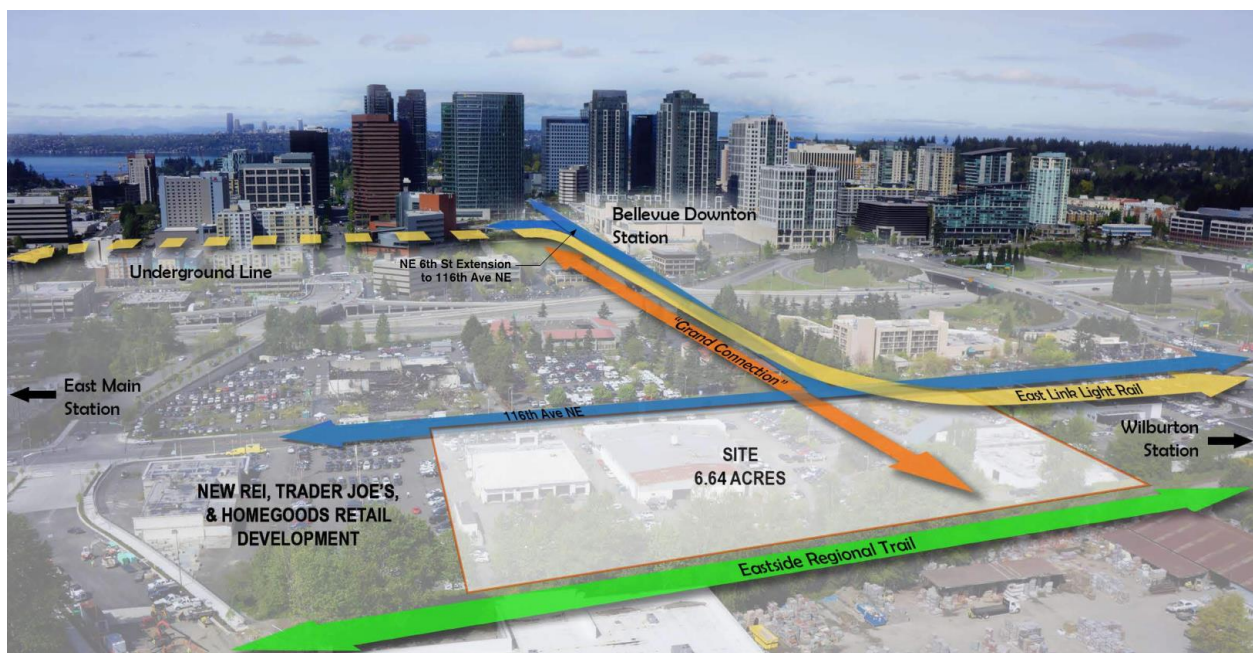 Bellevue Downton
Station
Underground Line
NE 6th St Extension
to 116th Ave NE
"Grand Connection"
East Main
Station
116th Ave NE
East Link Light Rail
Wilburton
Station
SITE
6.64 ACRES
NEW REI, TRADER JOE'S,
& HOMEGOODS RETAIL
DEVELOPMENT
Eastside Regional Trail